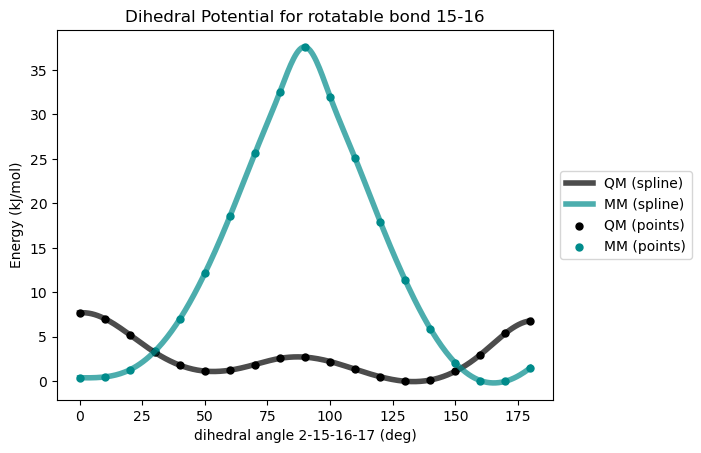 Dihedral Potential for rotatable bond 15-16
Energy (kJ/mol)
35
30
25
20
15
10
5
0
0 25 50 75 100 125 150 175
dihedral angle 2-15-16-17 (deg)
QM (spline)
MM (spline)
QM (points)
MM (points)